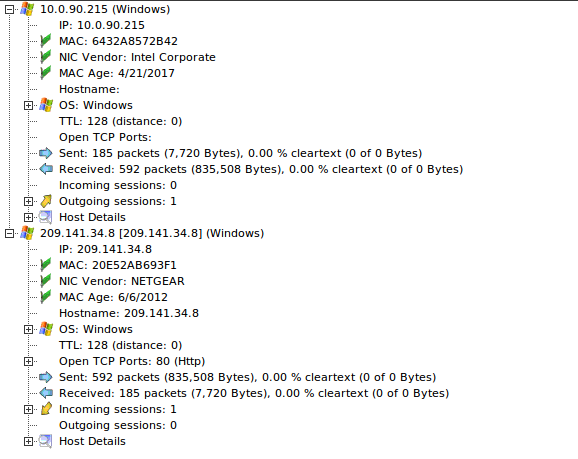 10.0.90.215 (Windows)
IP: 10.0.90.215
MAC: 6432A8572B42
NIC Vendor: Intel Corporate
MAC Age: 4/21/2017
Hostname:
OS: Windows
TTL: 128 (distance: 0)
Open TCP Ports:
Sent: 185 packets (7,720 Bytes), 0.00 % cleartext (0 of 0 Bytes)
Received: 592 packets (835,508 Bytes), 0.00 % cleartext (0 of 0 Bytes)
Incoming sessions: 0
Outgoing sessions: 1
Host Details
209.141.34.8 [209.141.34.8] (Windows)
IP: 209.141.34.8
MAC: 20E52AB693F1
NIC Vendor: NETGEAR
MAC Age: 6/6/2012
Hostname: 209.141.34.8
OS: Windows
TTL: 128 (distance: 0)
Open TCP Ports: 80 (Http)
Sent: 592 packets (835,508 Bytes), 0.00 % cleartext (0 of 0 Bytes)
Received: 185 packets (7,720 Bytes), 0.00 % cleartext (0 of 0 Bytes)
Incoming sessions: 1
Outgoing sessions: 0
Host Details